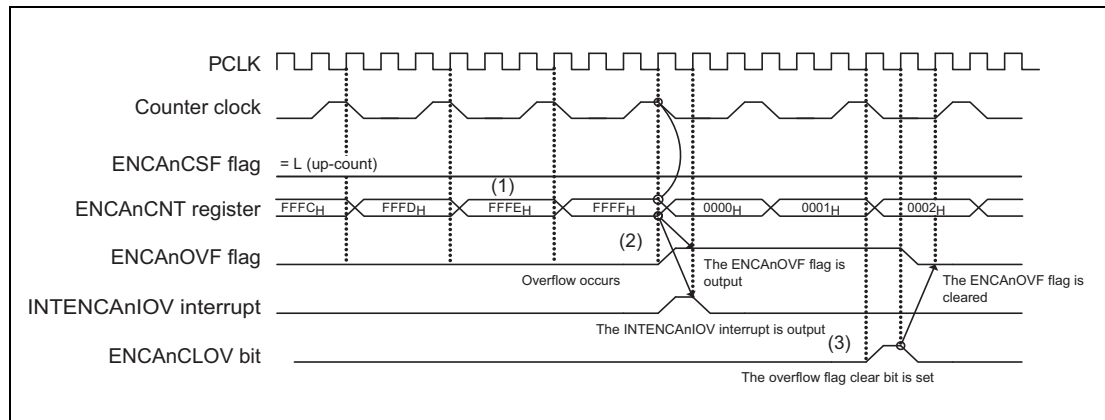 PCLK
Counter clock
ENCAnCSF flag
= L (up-count)
(1)
ENCAnCNT register
FFFCH
FFFDH
FFFEH
FFFFH
0000H
0001H
0002H
(2)
ENCAnOVF flag
Overflow occurs
The ENCAnOVF flag is
output
The ENCAnOVF flag is
cleared
INTENCAnIOV interrupt
The INTENCAnIOV interrupt is output
(3)
ENCAnCLOV bit
The overflow flag clear bit is set